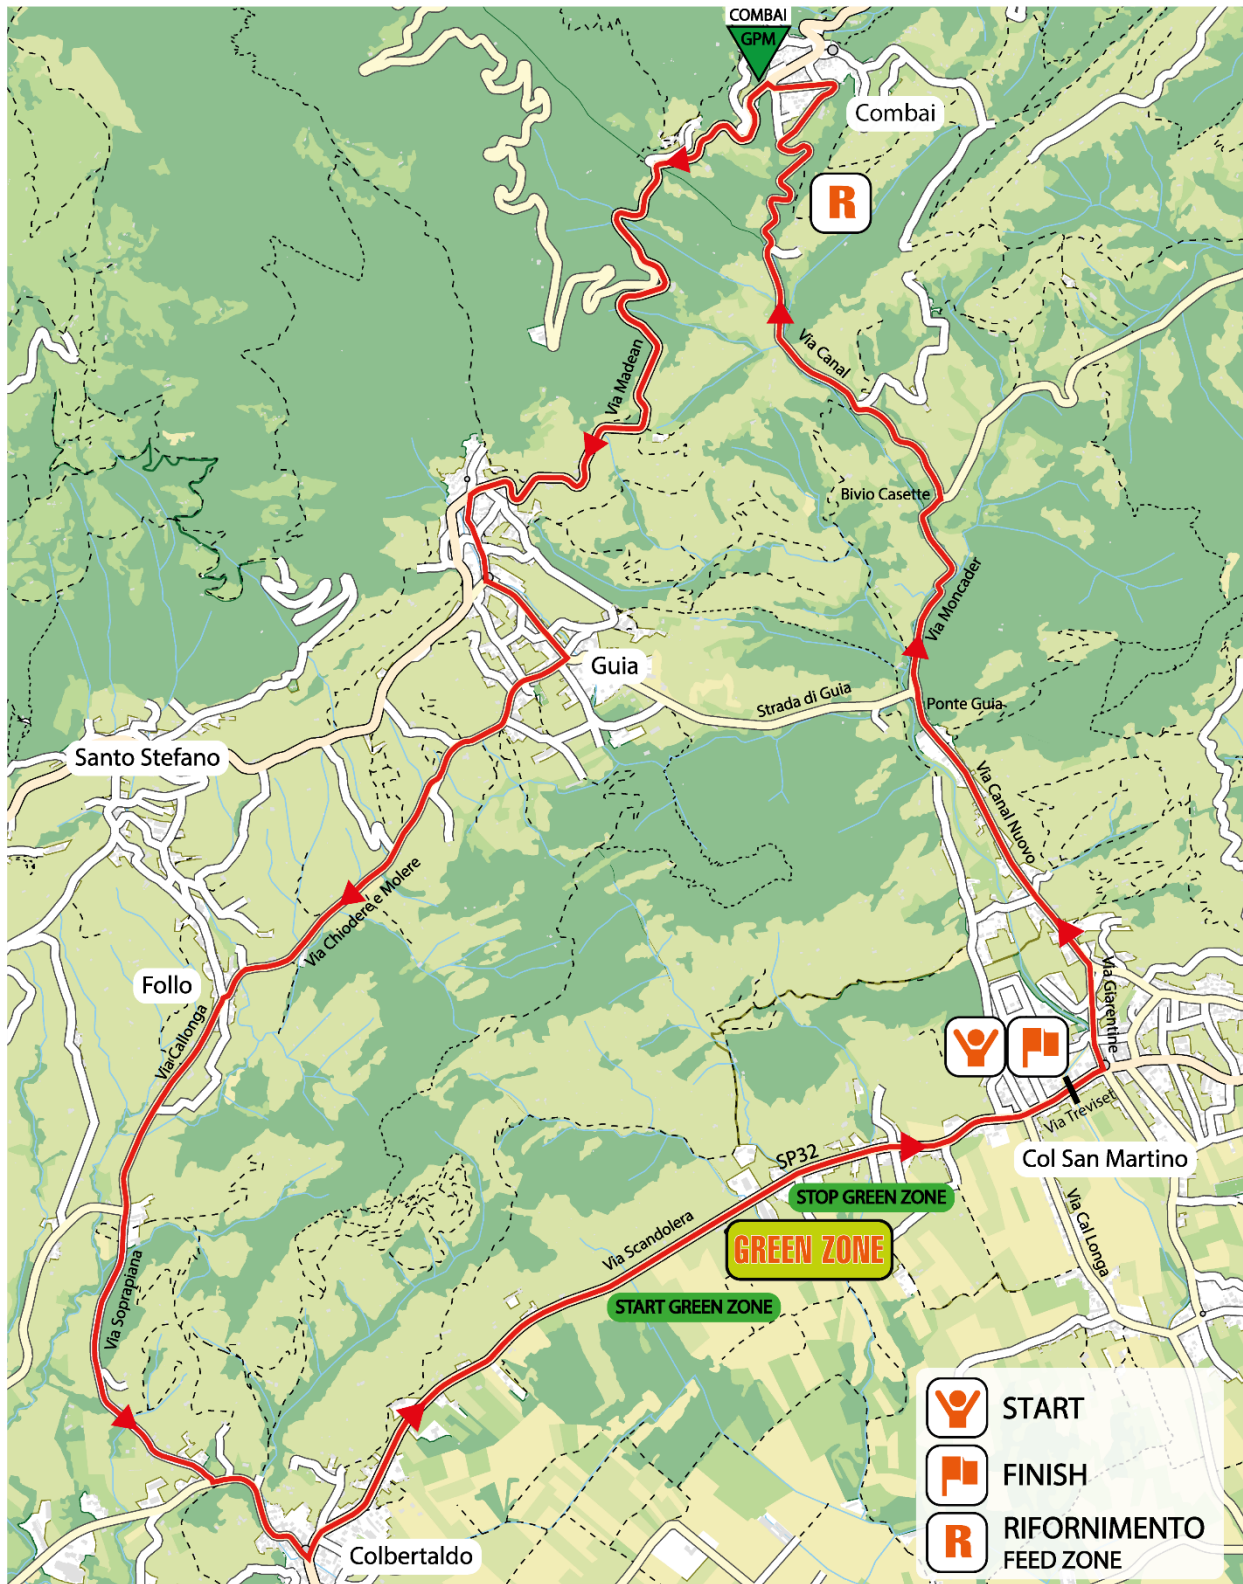 COMBAI
GPM
Combai
R
Via Canal
Via Madean
Bivio Casette
Via Moncader
Guia
Strada di Guia
Ponte Guia
Santo Stefano
Via Canal Nuovo
Via Chiodere e Molere
Follo
Via Giarentine
Via Callonga
Via Treviset
SP32
Col San Martino
STOP GREEN ZONE
Via Cal Longa
Via Scandolera
GREEN ZONE
Via Soprapiana
START GREEN ZONE
START
FINISH
R
RIFORNIMENTO
FEED ZONE
Colbertaldo